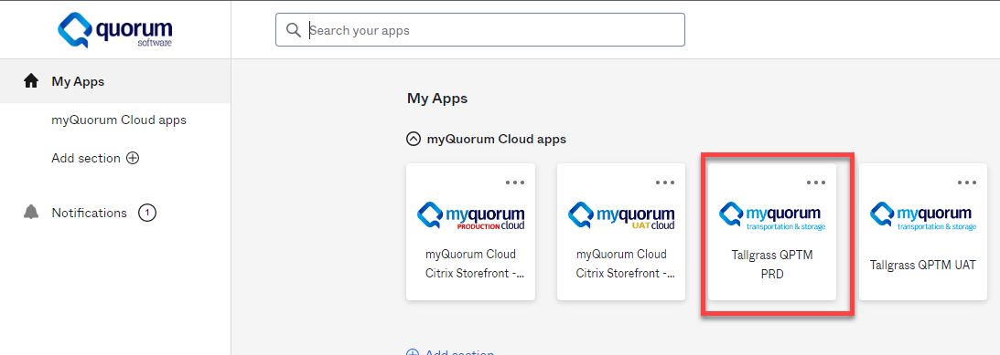 quorum
software
Search your apps
My Apps
myQuorum Cloud apps
Add section
Notifications 1
My Apps
myQuorum Cloud apps
myquorum
PRODUCTION cloud
myQuorum Cloud
Citrix Storefront -...
myquorum
UAT cloud
myQuorum Cloud
Citrix Storefront -...
myquorum
transportation & storage
Tallgrass QPTM
PRD
myquorum
transportation & storage
Tallgrass QPTM UAT
Add section